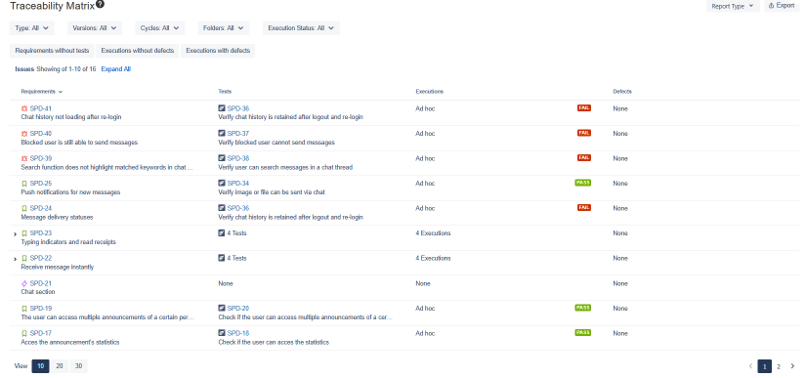 Traceability Matrix ?
Report Type Export
Type: All Versions: All Cycles: All Folders: All Execution Status: All
Requirements without tests Executions without defects Executions with defects
Issues Showing of 1-10 of 16 Expand All
Requirements Tests Executions Defects
SPD-41 SPD-36 Ad hoc FAIL None
Chat history not loading after re-login Verify chat history is retained after logout and re-login
SPD-40 SPD-37 Ad hoc FAIL None
Blocked user is still able to send messages Verify blocked user cannot send messages
SPD-39 SPD-38 Ad hoc FAIL None
Search function does not highlight matched keywords in chat ... Verify user can search messages in a chat thread
SPD-25 SPD-34 Ad hoc PASS None
Push notifications for new messages Verify image or file can be sent via chat
SPD-24 SPD-36 Ad hoc FAIL None
Message delivery statuses Verify chat history is retained after logout and re-login
SPD-23 4 Tests 4 Executions None
Typing indicators and read receipts
SPD-22 4 Tests 4 Executions None
Receive message instantly
SPD-21 None None None
Chat section
SPD-19 SPD-20 Ad hoc PASS None
The user can access multiple announcements of a certain per... Check if the user can access multiple announcements of a cer...
SPD-17 SPD-18 Ad hoc PASS None
Acces the announcement's statistics Check if the user can acces the statistics
View 10 20 30 1 2